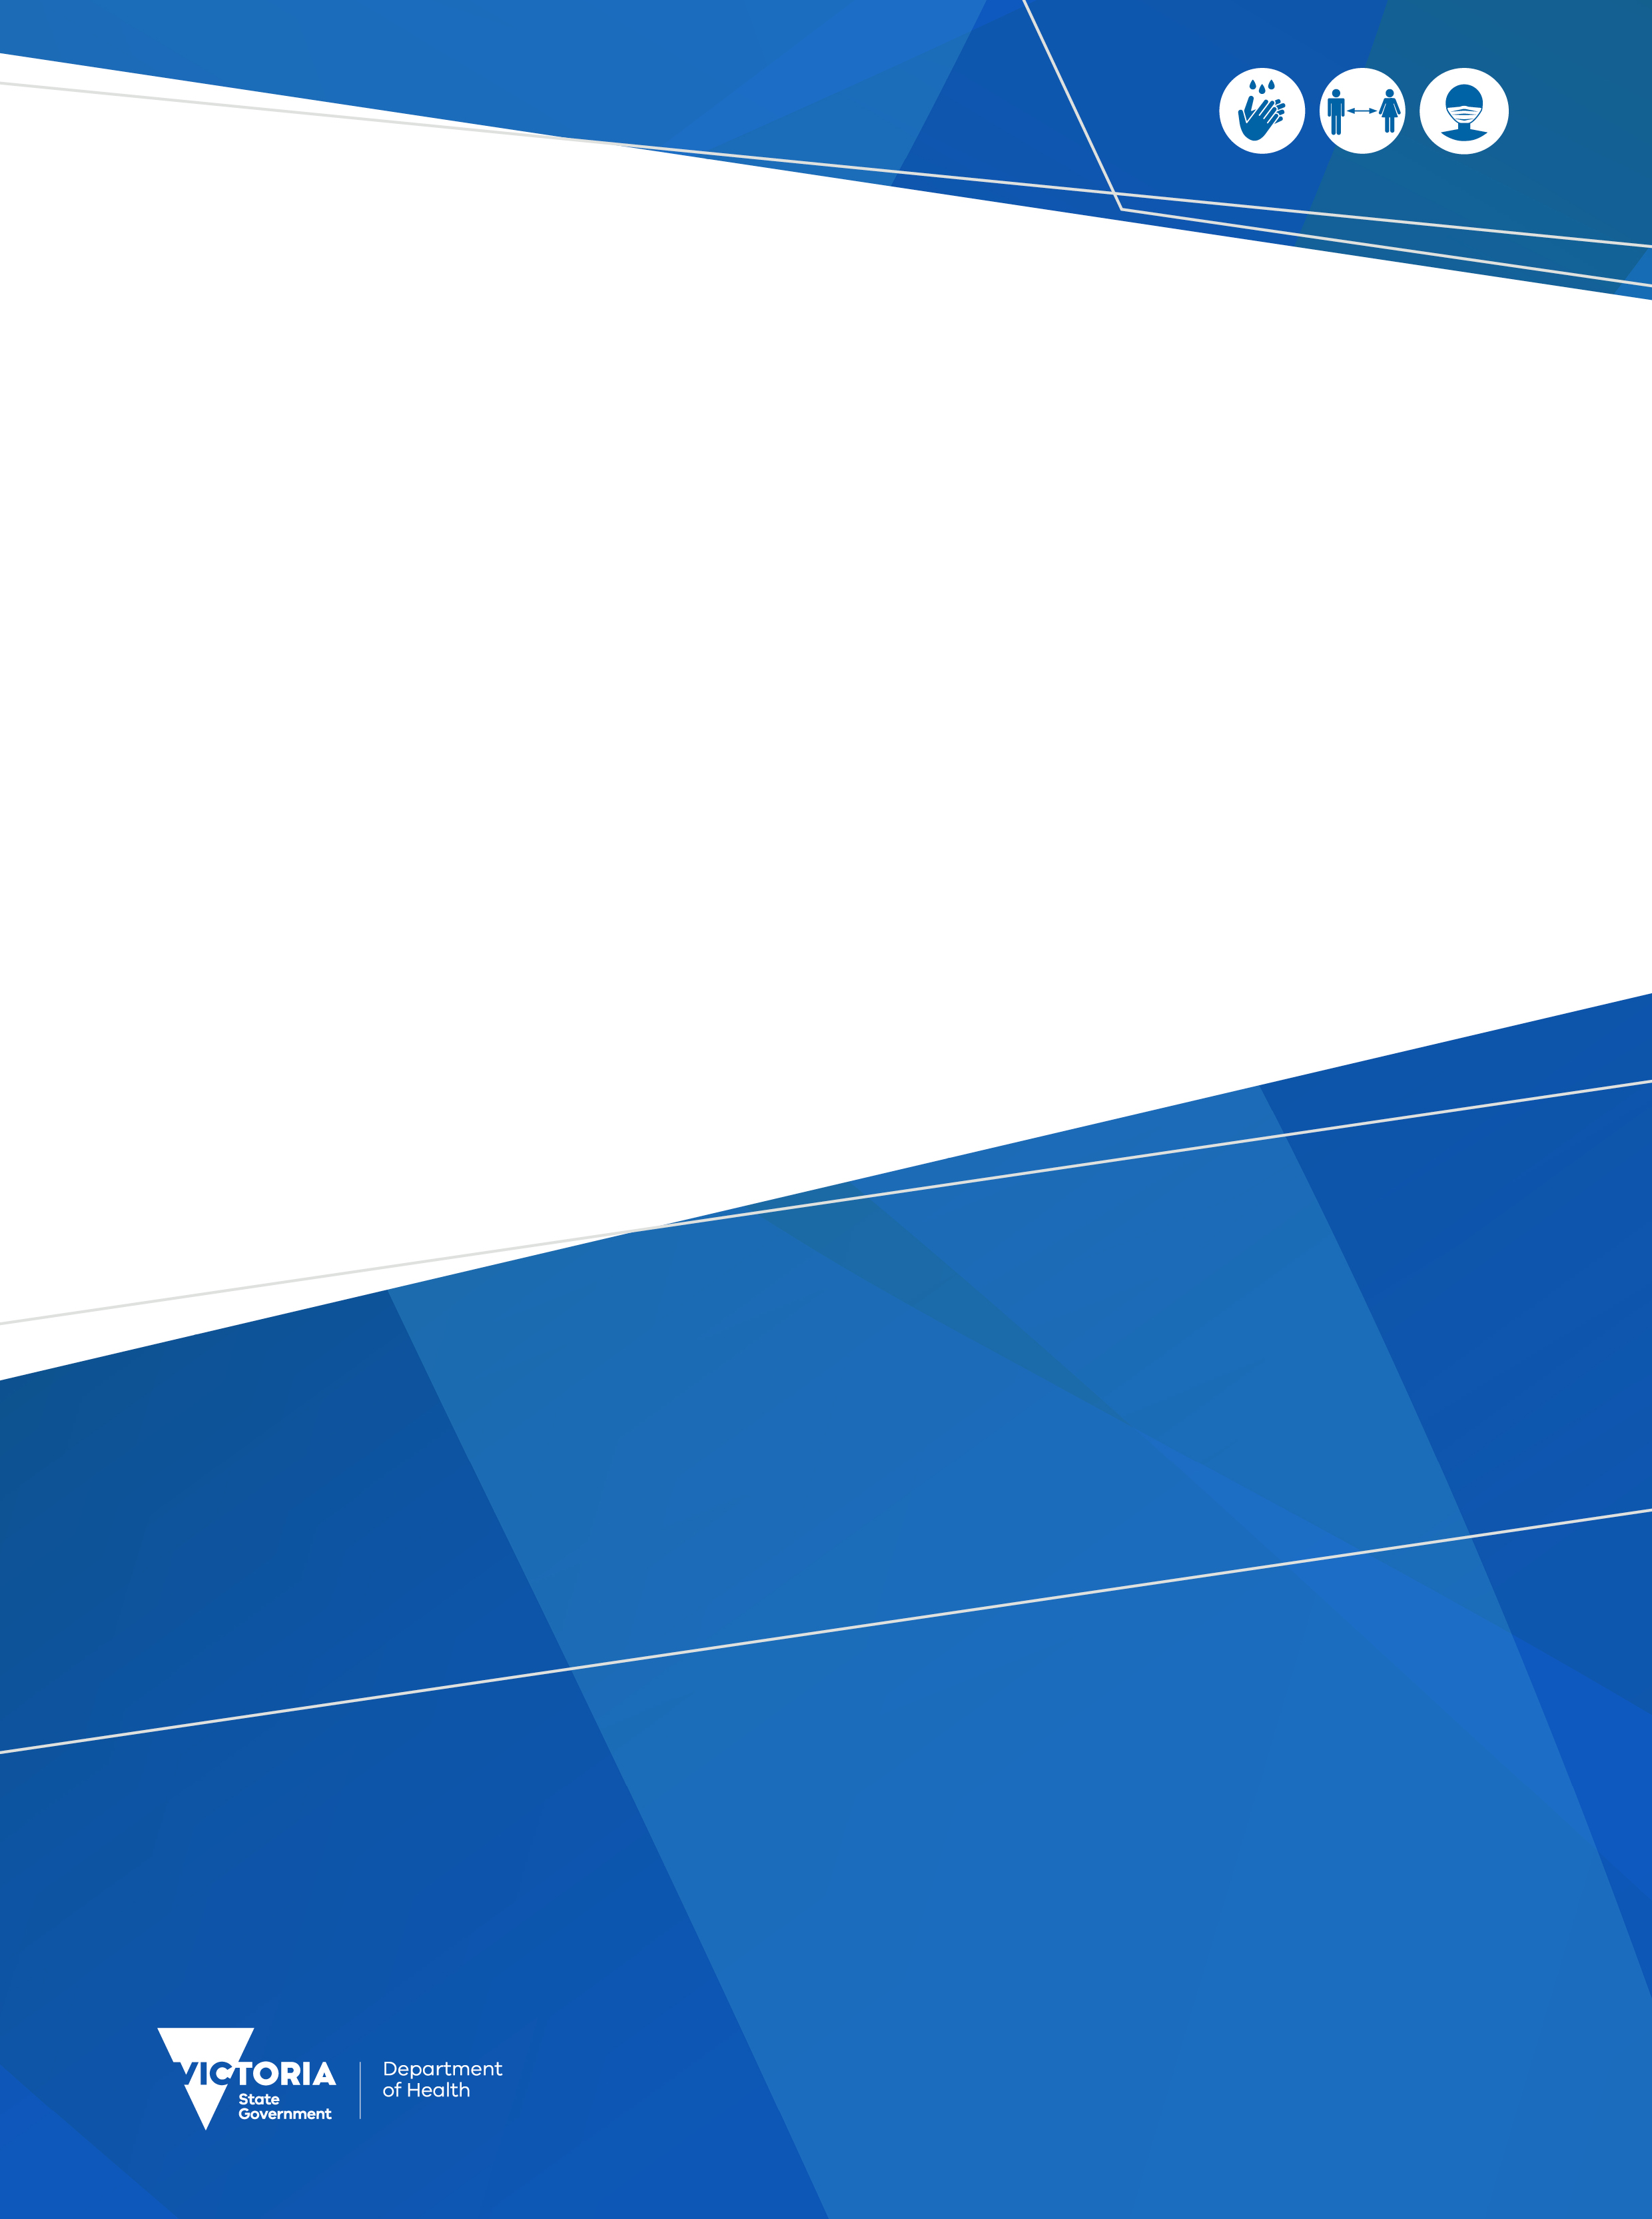 VICTORIA
State
Government
Department
of Health